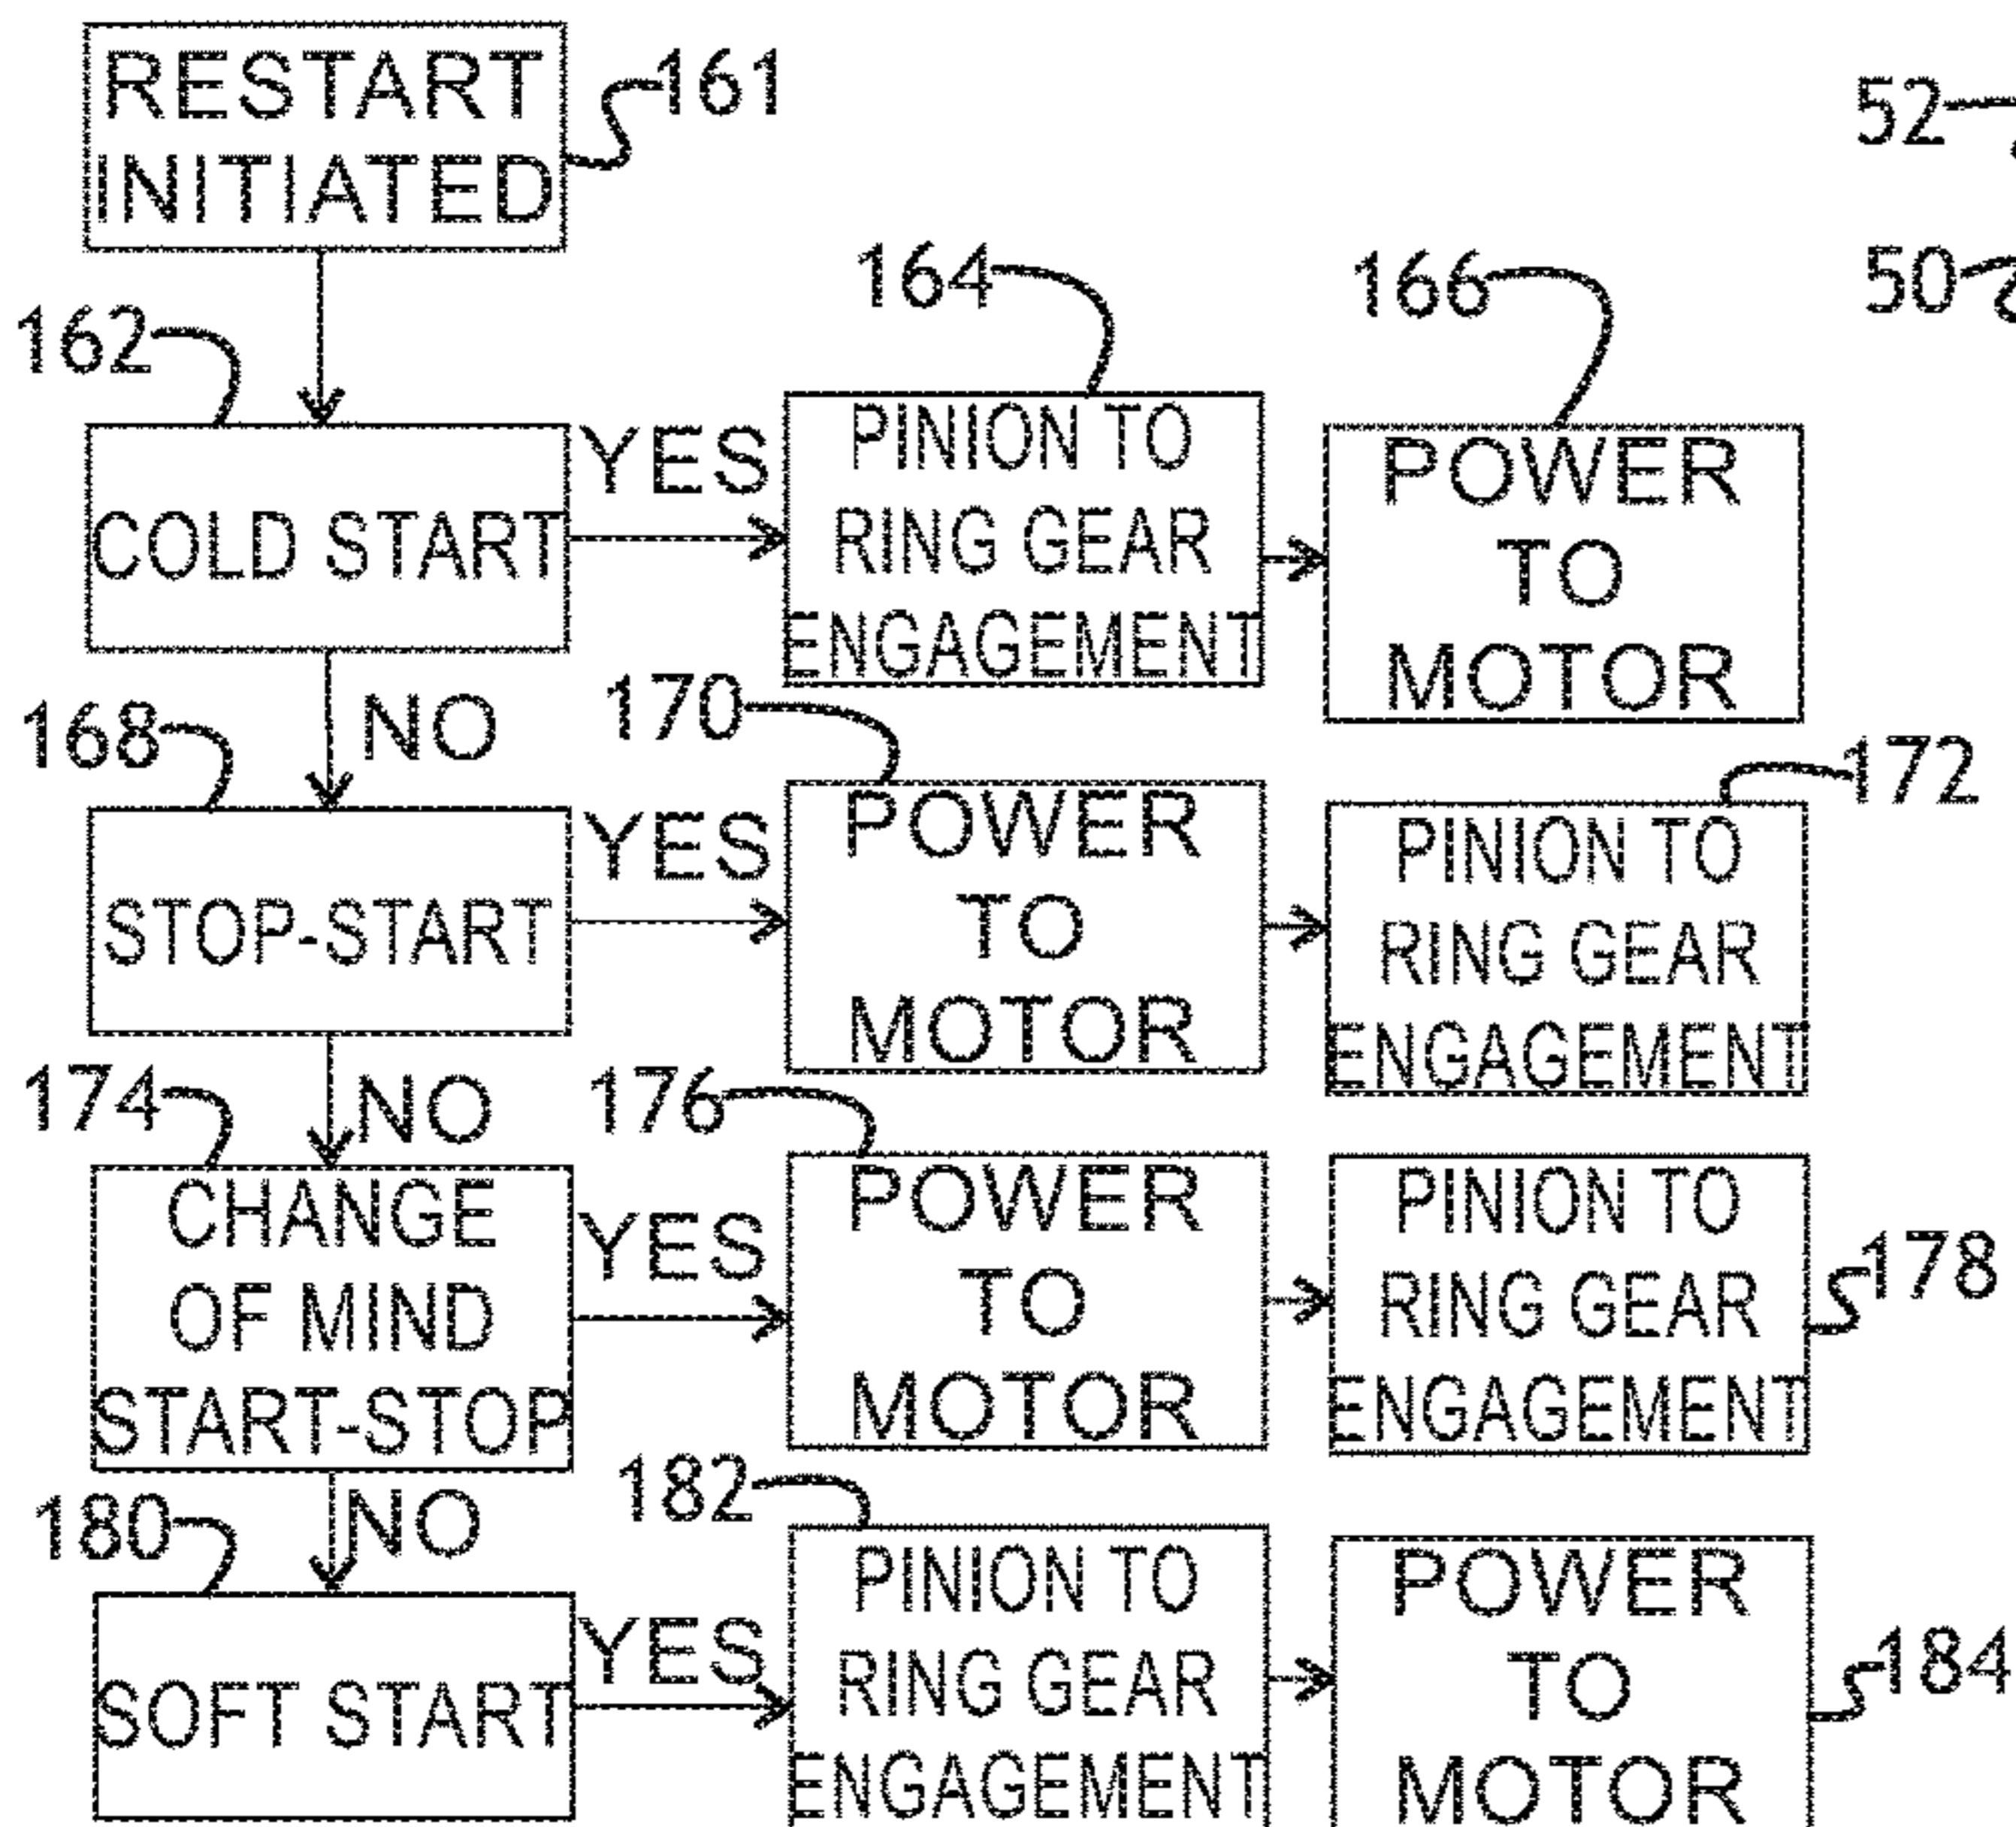 RESTART
INITIATED
161
52
50
162
164
166
COLD START
YES
PINION TO
RING GEAR
ENGAGEMENT
POWER
TO
MOTOR
NO
168
170
172
STOP-START
YES
POWER
TO
MOTOR
PINION TO
RING GEAR
ENGAGEMENT
NO
174
176
178
CHANGE
OF MIND
START-STOP
YES
POWER
TO
MOTOR
PINION TO
RING GEAR
ENGAGEMENT
NO
180
182
184
SOFT START
YES
PINION TO
RING GEAR
ENGAGEMENT
POWER
TO
MOTOR